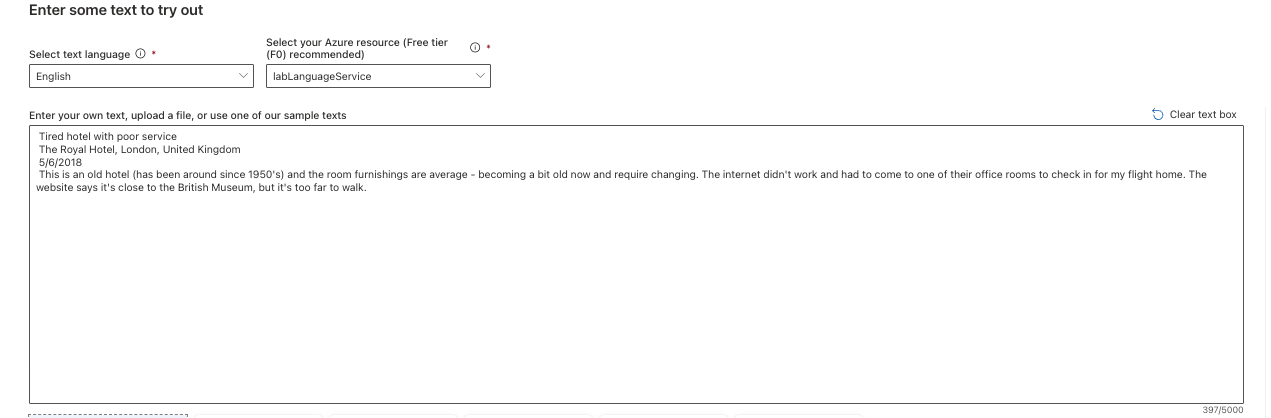 Enter some text to try out
Select text language *
Select your Azure resource (Free tier
(F0) recommended) *
English
labLanguageService
Enter your own text, upload a file, or use one of our sample texts
Clear text box
Tired hotel with poor service
The Royal Hotel, London, United Kingdom
5/6/2018
This is an old hotel (has been around since 1950's) and the room furnishings are average - becoming a bit old now and require changing. The internet didn't work and had to come to one of their office rooms to check in for my flight home. The
website says it's close to the British Museum, but it's too far to walk.
397/5000